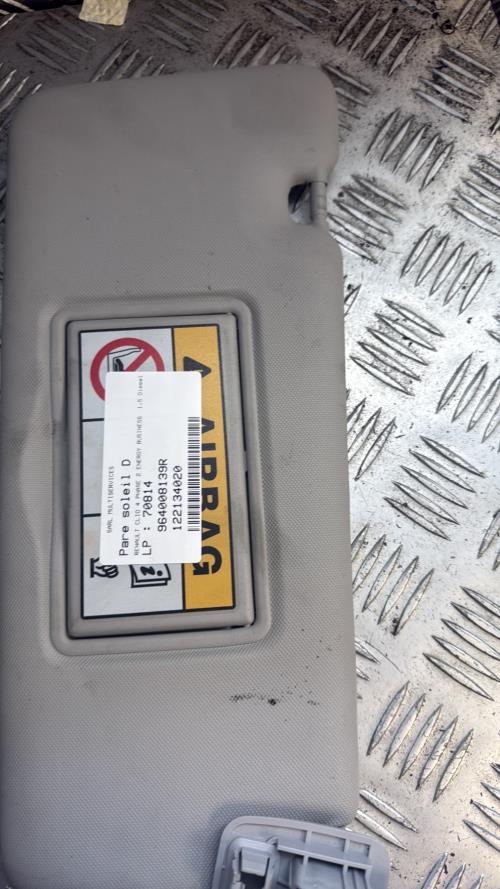 AIRBAG
SARL MULTISERVICES
Pare soleil D
RENAULT CLIO 4 PHASE 2 ENERGY BUSINESS 1.5 Diesel
LP : 70814
964008139R
122134020